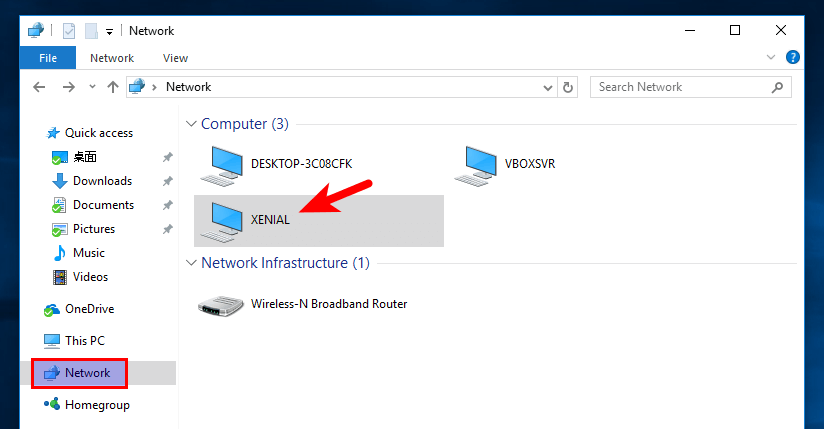 Network
File
Network
View
Network
Search Network
Quick access
桌面
Downloads
Documents
Pictures
Music
Videos
OneDrive
This PC
Network
Homegroup
Computer (3)
DESKTOP-3C08CFK
VBOXSVR
XENIAL
Network Infrastructure (1)
Wireless-N Broadband Router